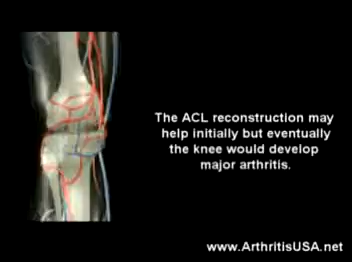 The ACL reconstruction may
help initially but eventually
the knee would develop
major arthritis.
www.ArthritisUSA.net